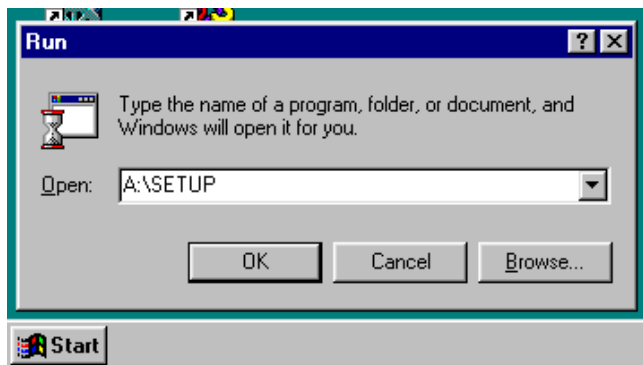 Run
Type the name of a program, folder, or document, and
Windows will open it for you.
Open: A:\SETUP
OK Cancel Browse...
Start